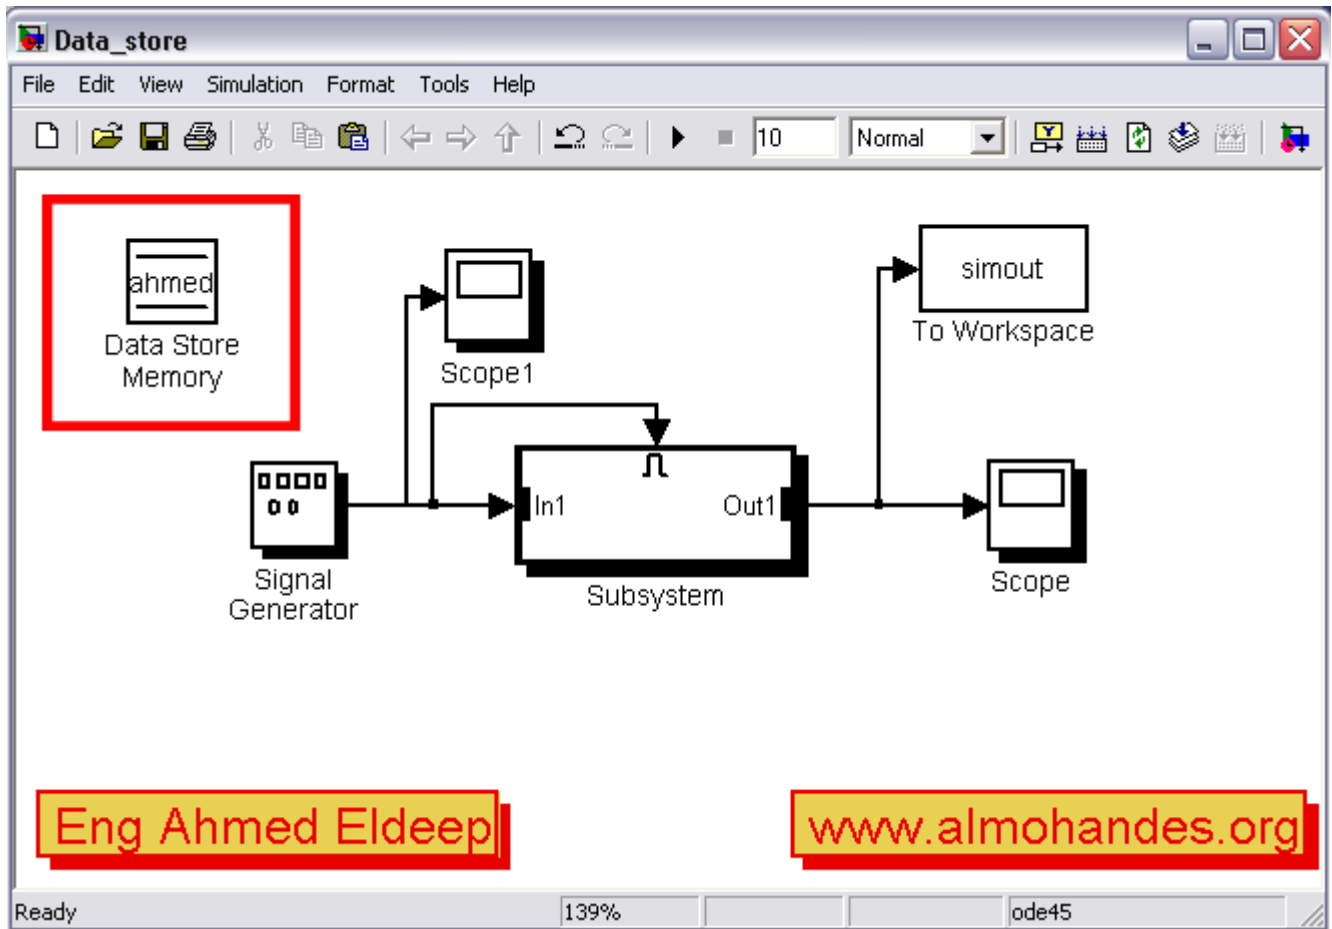 Data_store
File Edit View Simulation Format Tools Help
10 Normal
ahmed
Data Store
Memory
Scope1
simout
To Workspace
In1 Out1
Signal
Generator
Subsystem
Scope
Eng Ahmed Eldeep
www.almohandes.org
Ready 139% ode45